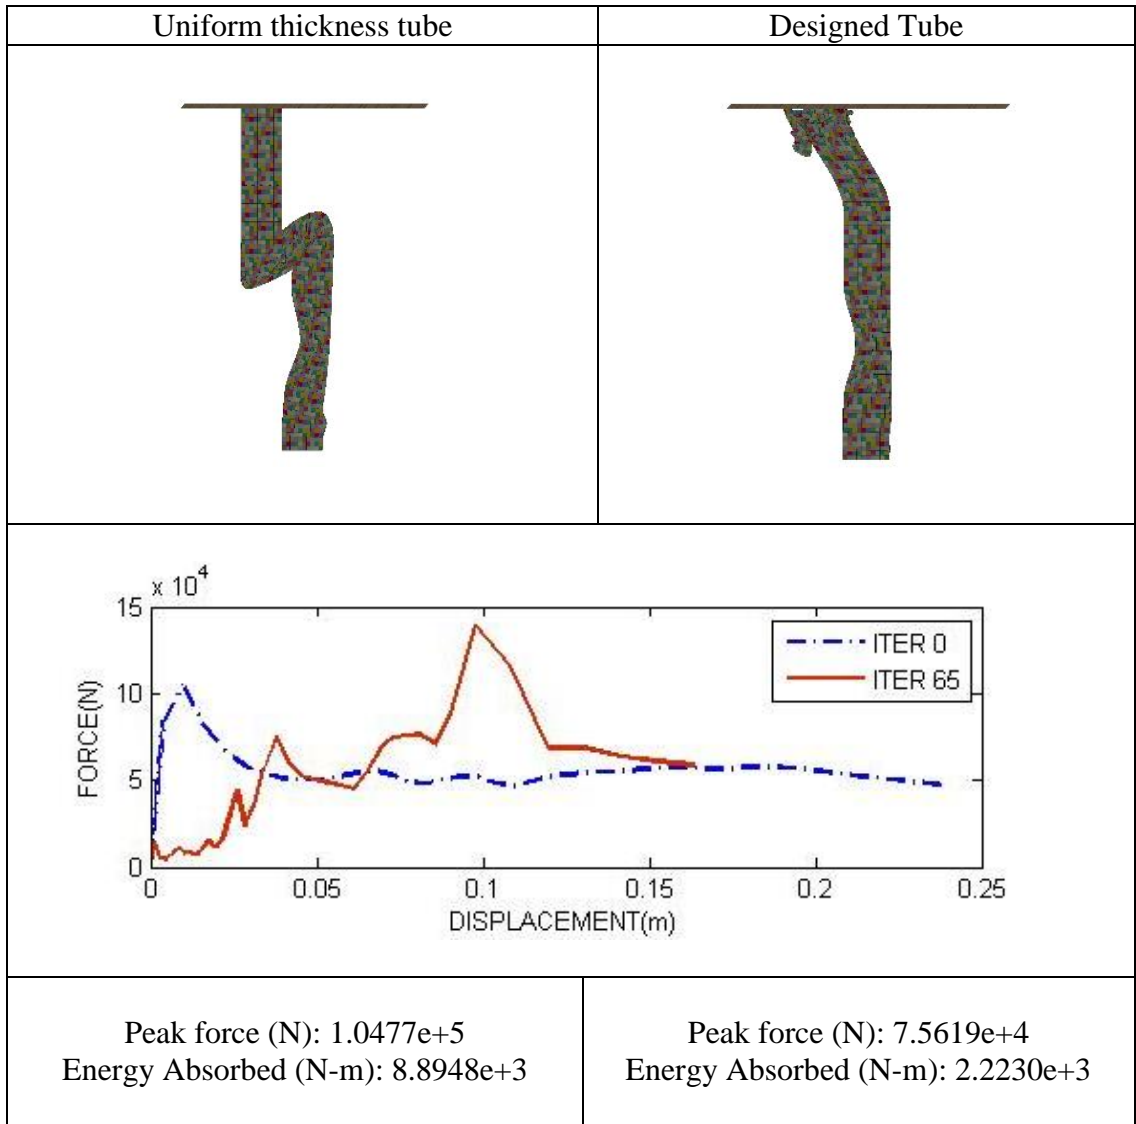 Uniform thickness tube
Designed Tube
x 10^4
15
10
5
0
FORCE(N)
ITER 0
ITER 65
0
0.05
0.1
0.15
0.2
0.25
DISPLACEMENT(m)
Peak force (N): 1.0477e+5
Energy Absorbed (N-m): 8.8948e+3
Peak force (N): 7.5619e+4
Energy Absorbed (N-m): 2.2230e+3